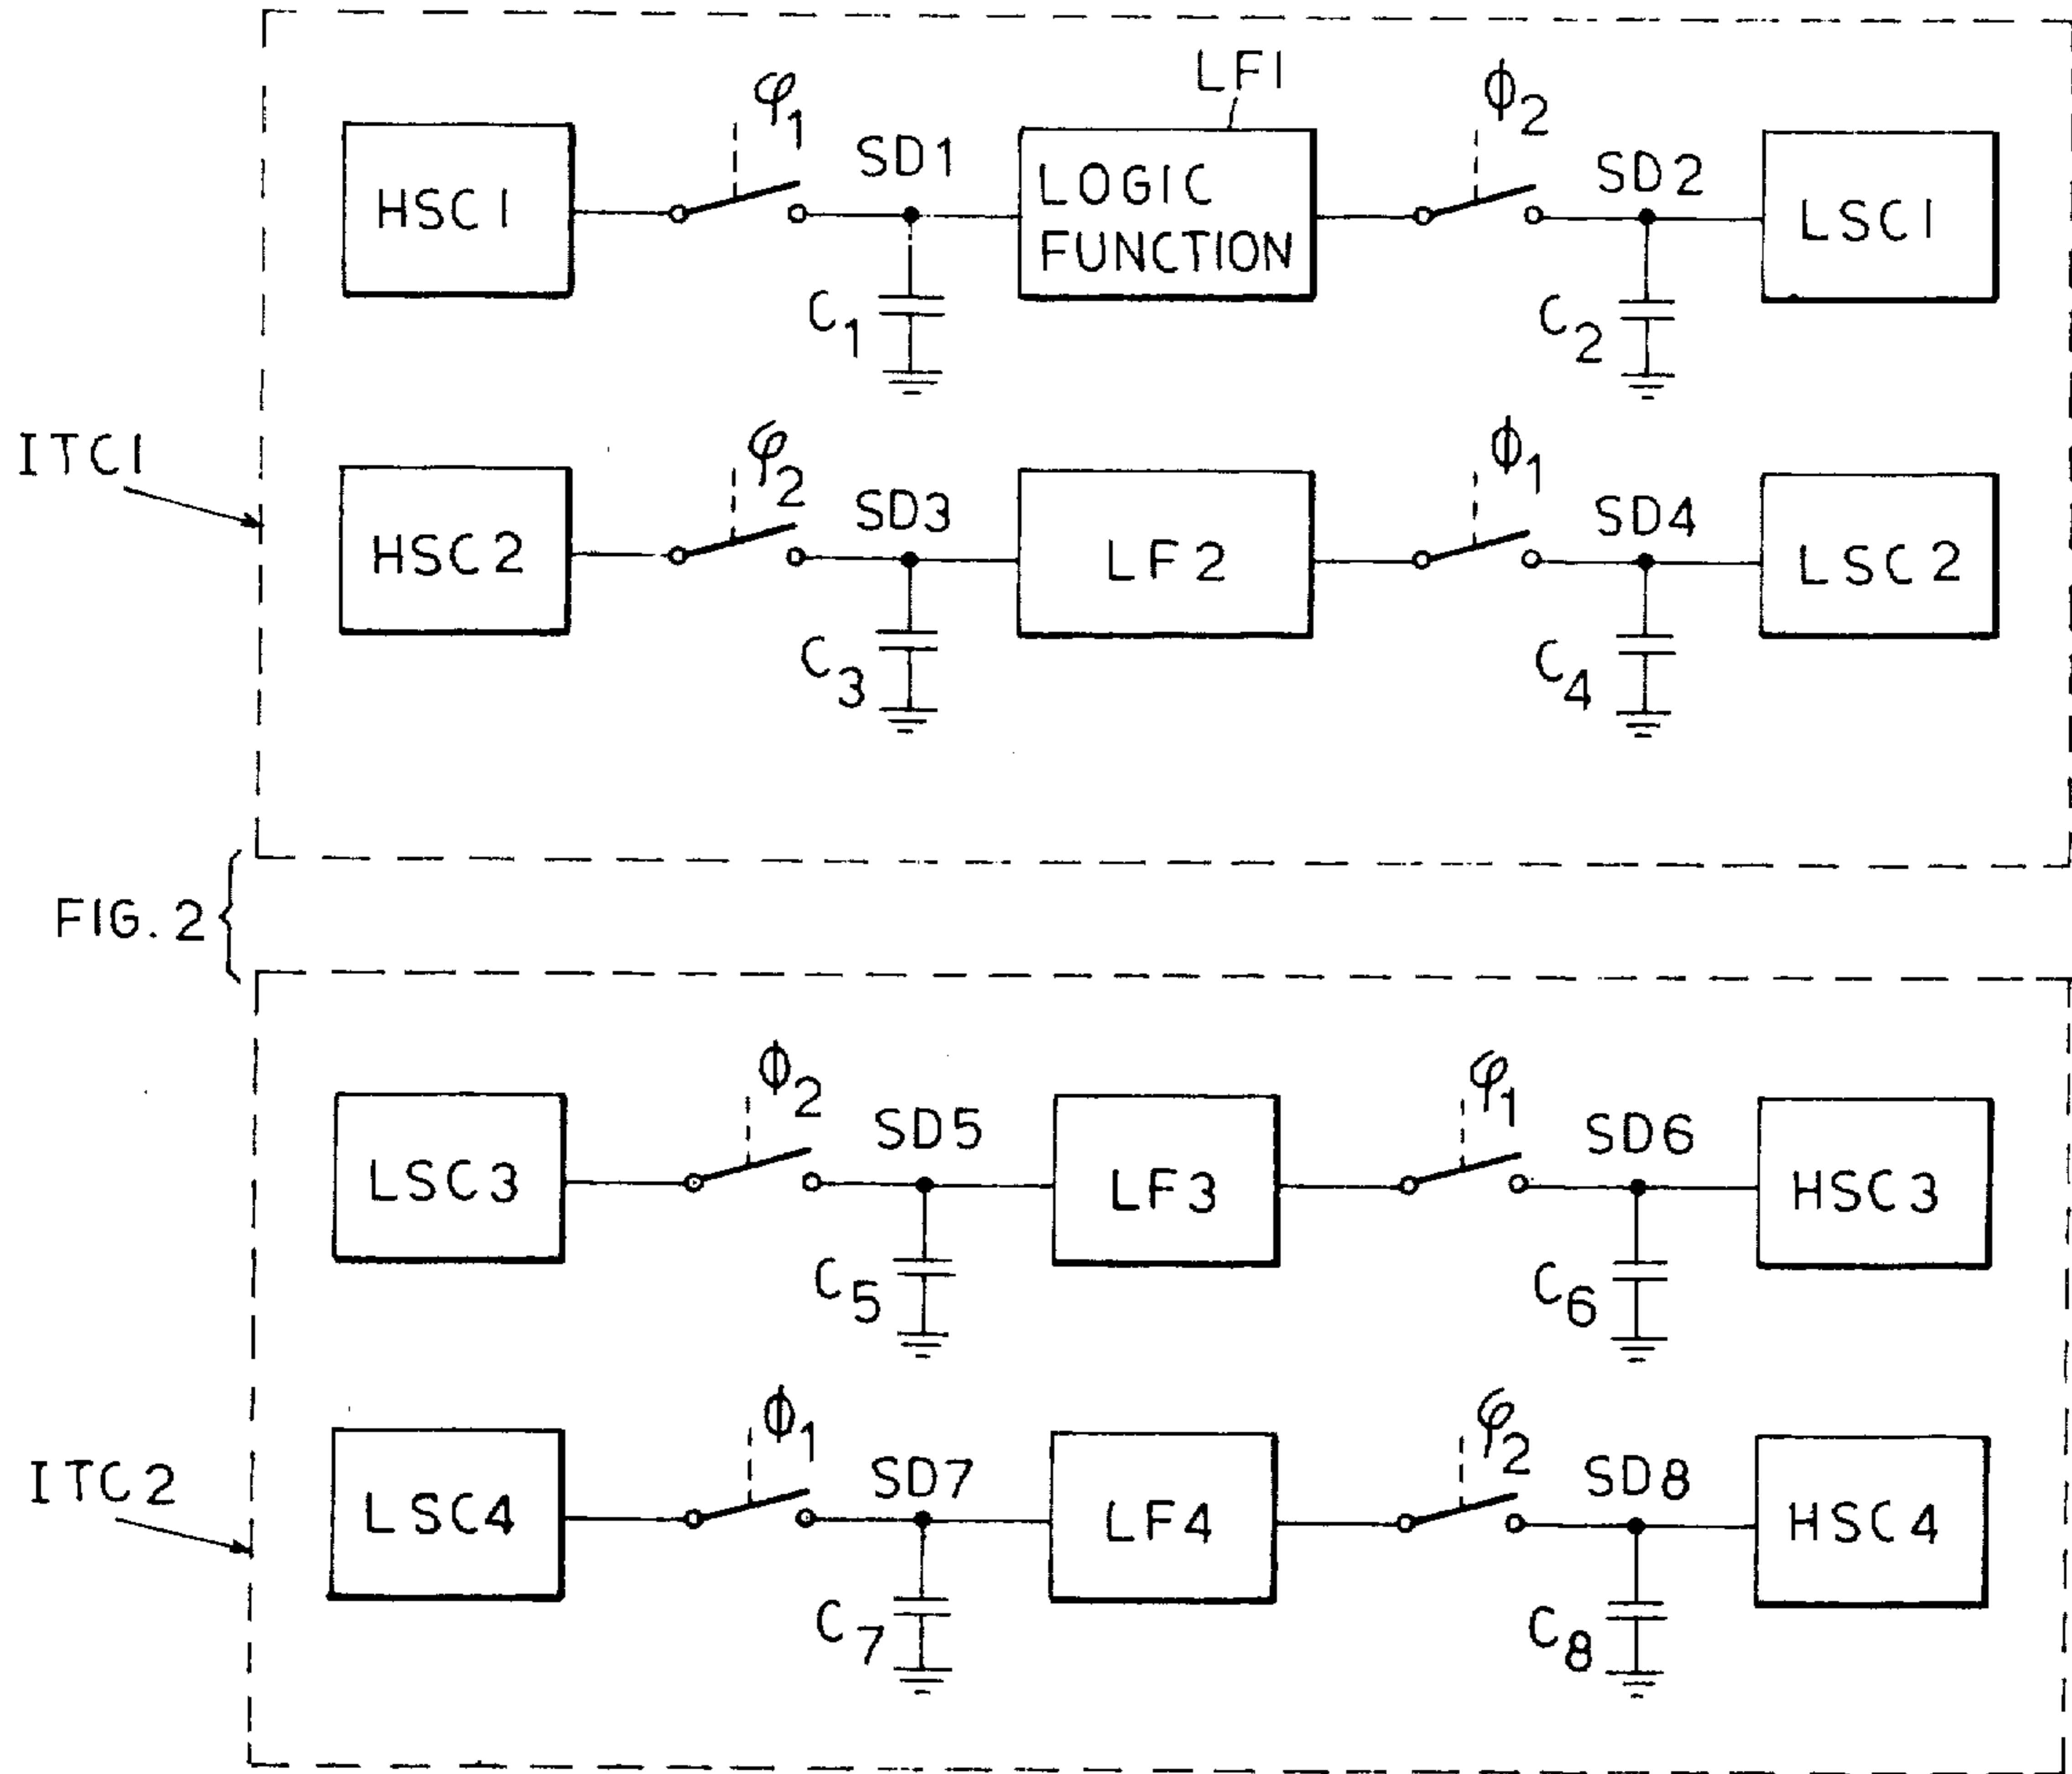 LF1
φ1
ϕ2
HSC1
SD1
LOGIC
FUNCTION
SD2
LSC1
C1
C2
ITC1
φ2
ϕ1
HSC2
SD3
LF2
SD4
LSC2
C3
C4
FIG. 2
ϕ2
φ1
LSC3
SD5
LF3
SD6
HSC3
C5
C6
ITC2
ϕ1
φ2
LSC4
SD7
LF4
SD8
HSC4
C7
C8